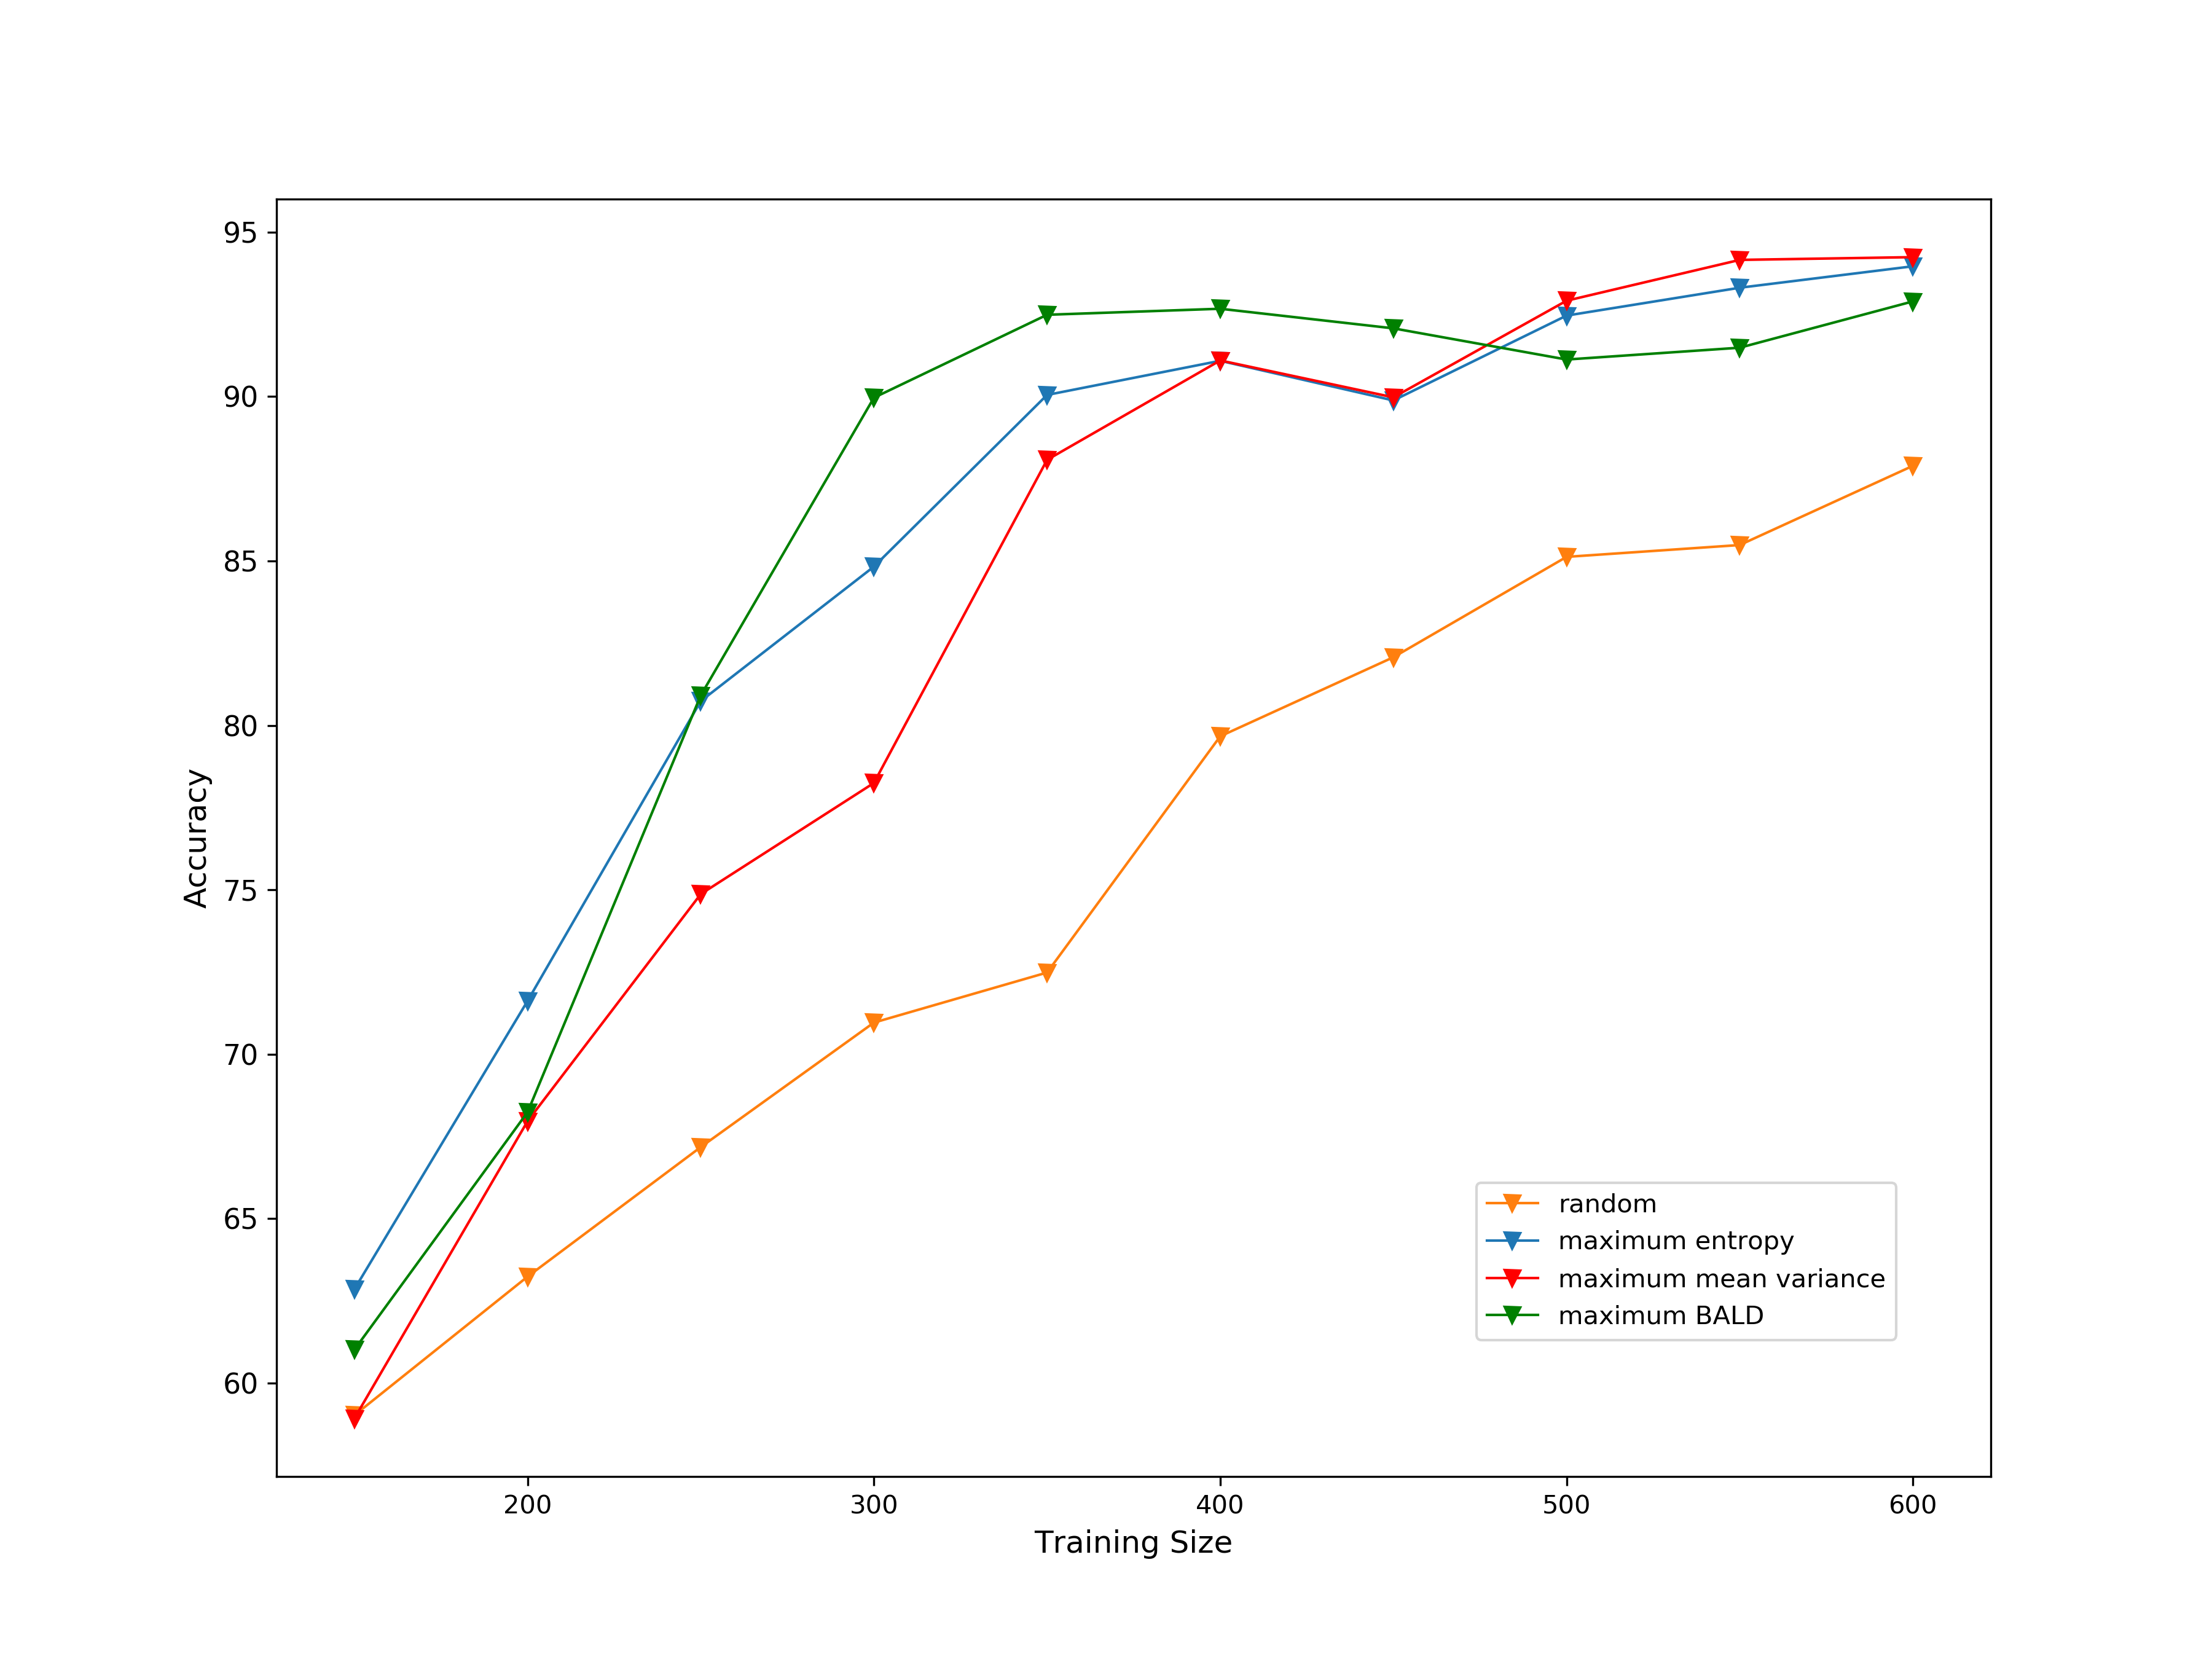 95
90
85
80
75
70
65
60
Accuracy
random
maximum entropy
maximum mean variance
maximum BALD
200 300 400 500 600
Training Size